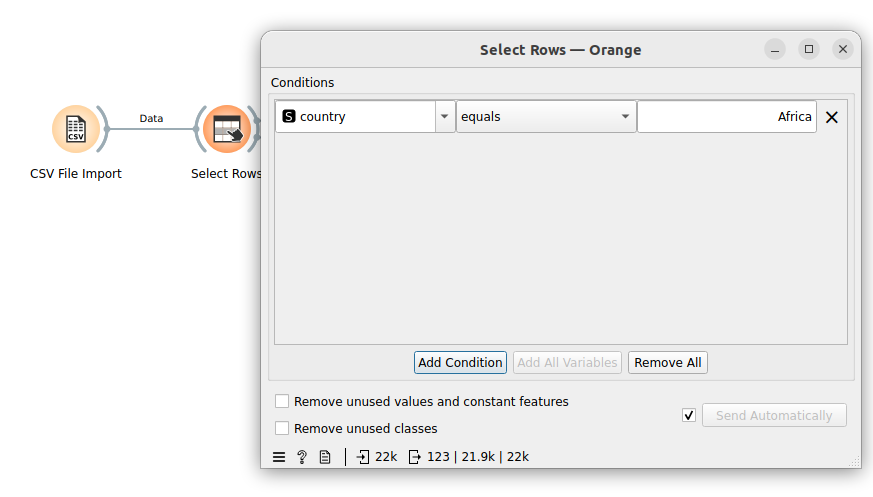 Select Rows — Orange
Conditions
S country equals Africa
Data
CSV
CSV File Import
Select Rows
Add Condition Add All Variables Remove All
Remove unused values and constant features
Send Automatically
Remove unused classes
22k 123 | 21.9k | 22k